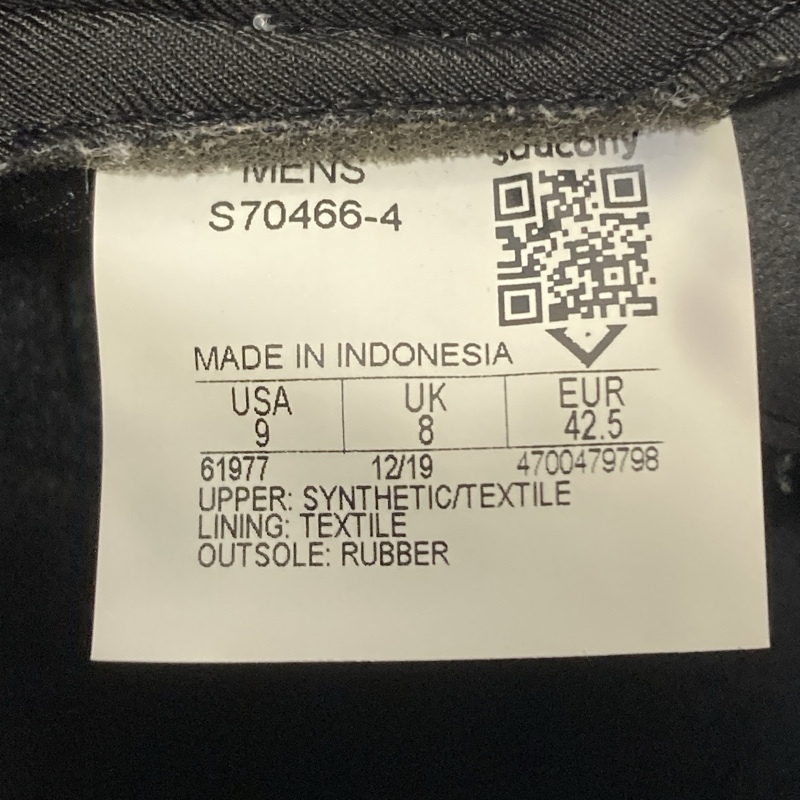 saucony
MENS
S70466-4
MADE IN INDONESIA
USA UK EUR
9 8 42.5
61977 12/19 4700479798
UPPER: SYNTHETIC/TEXTILE
LINING: TEXTILE
OUTSOLE: RUBBER